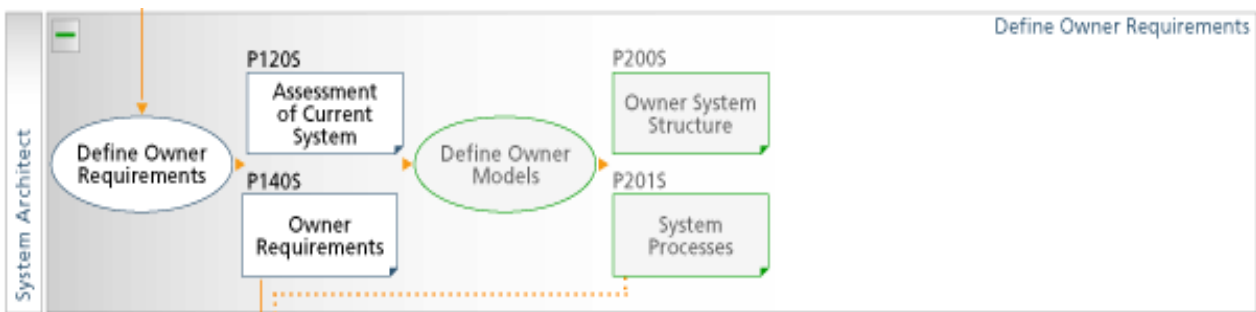 Define Owner Requirements
System Architect
Define Owner
Requirements
P120S
Assessment
of Current
System
P140S
Owner
Requirements
Define Owner
Models
P200S
Owner System
Structure
P201S
System
Processes